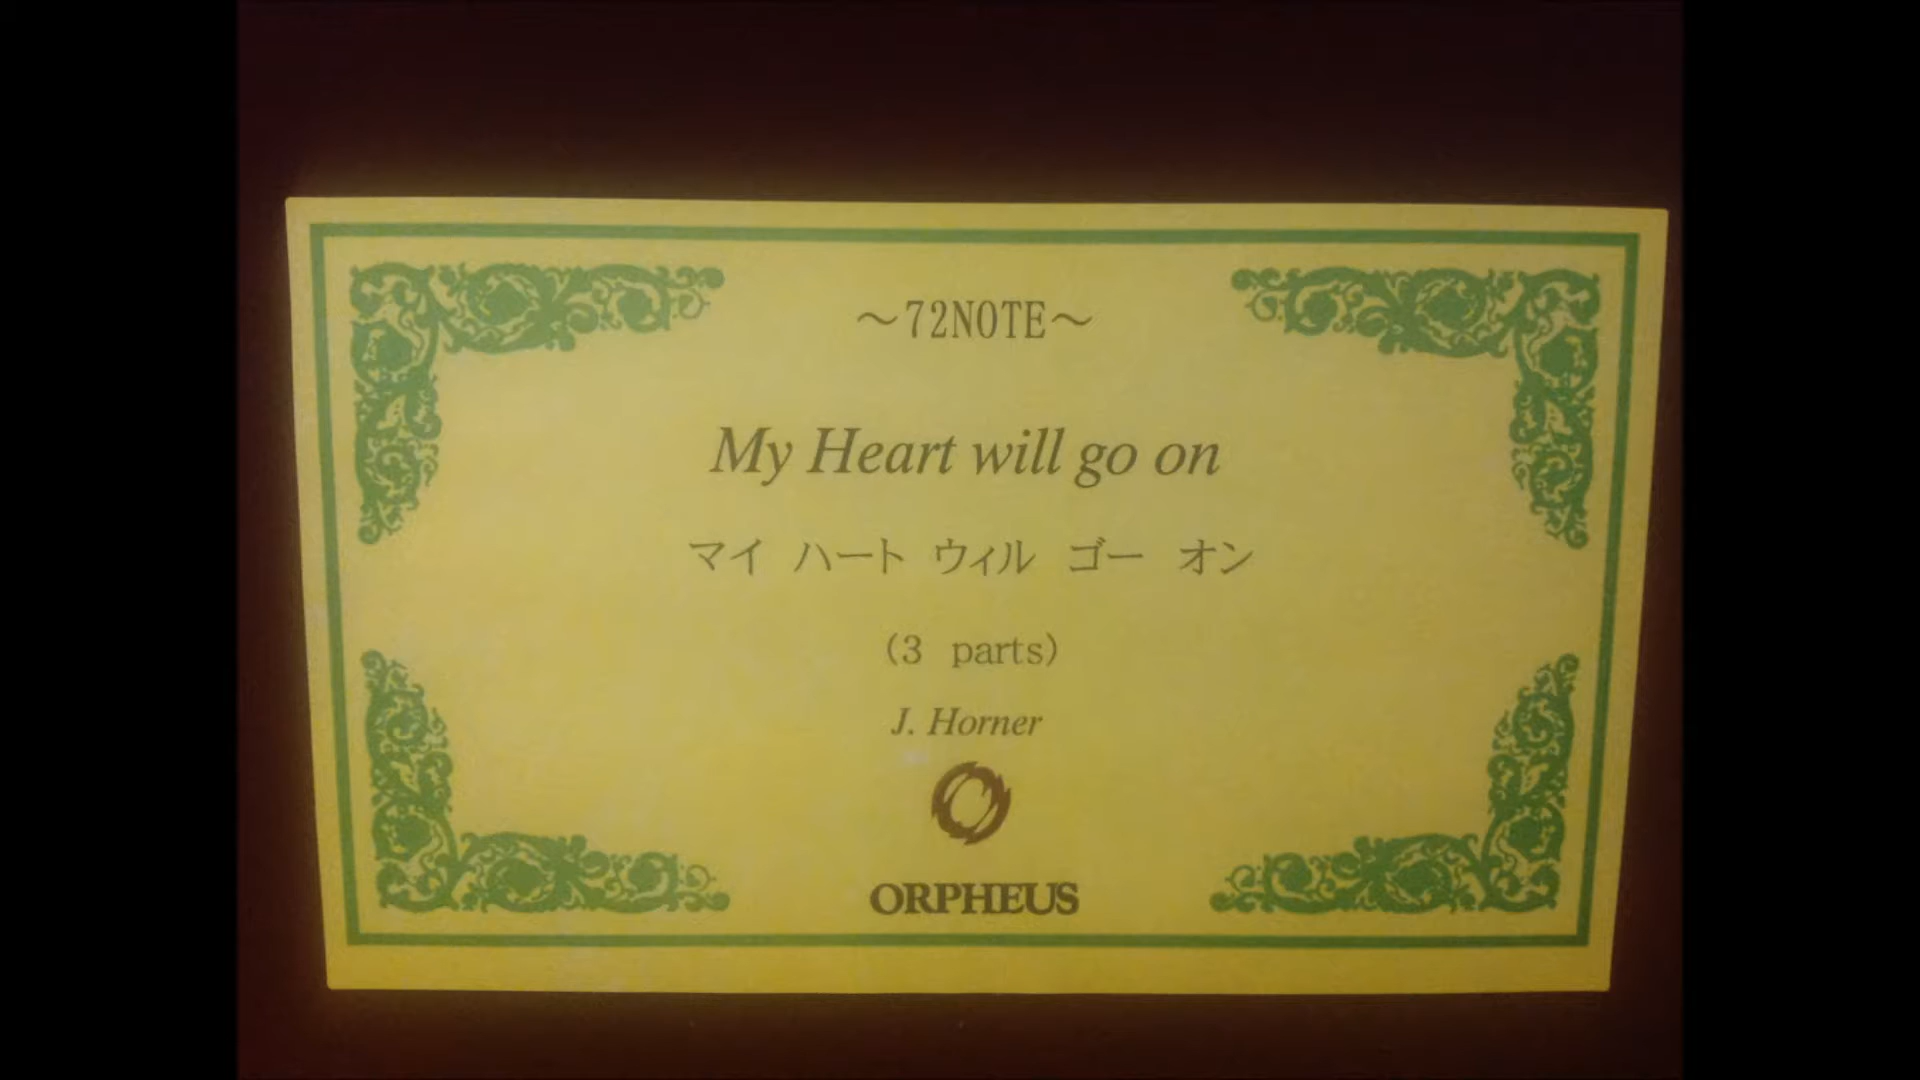 ～72NOTE～
My Heart will go on
マイ ハート ウィル ゴー オン
(3 parts)
J. Horner
ORPHEUS